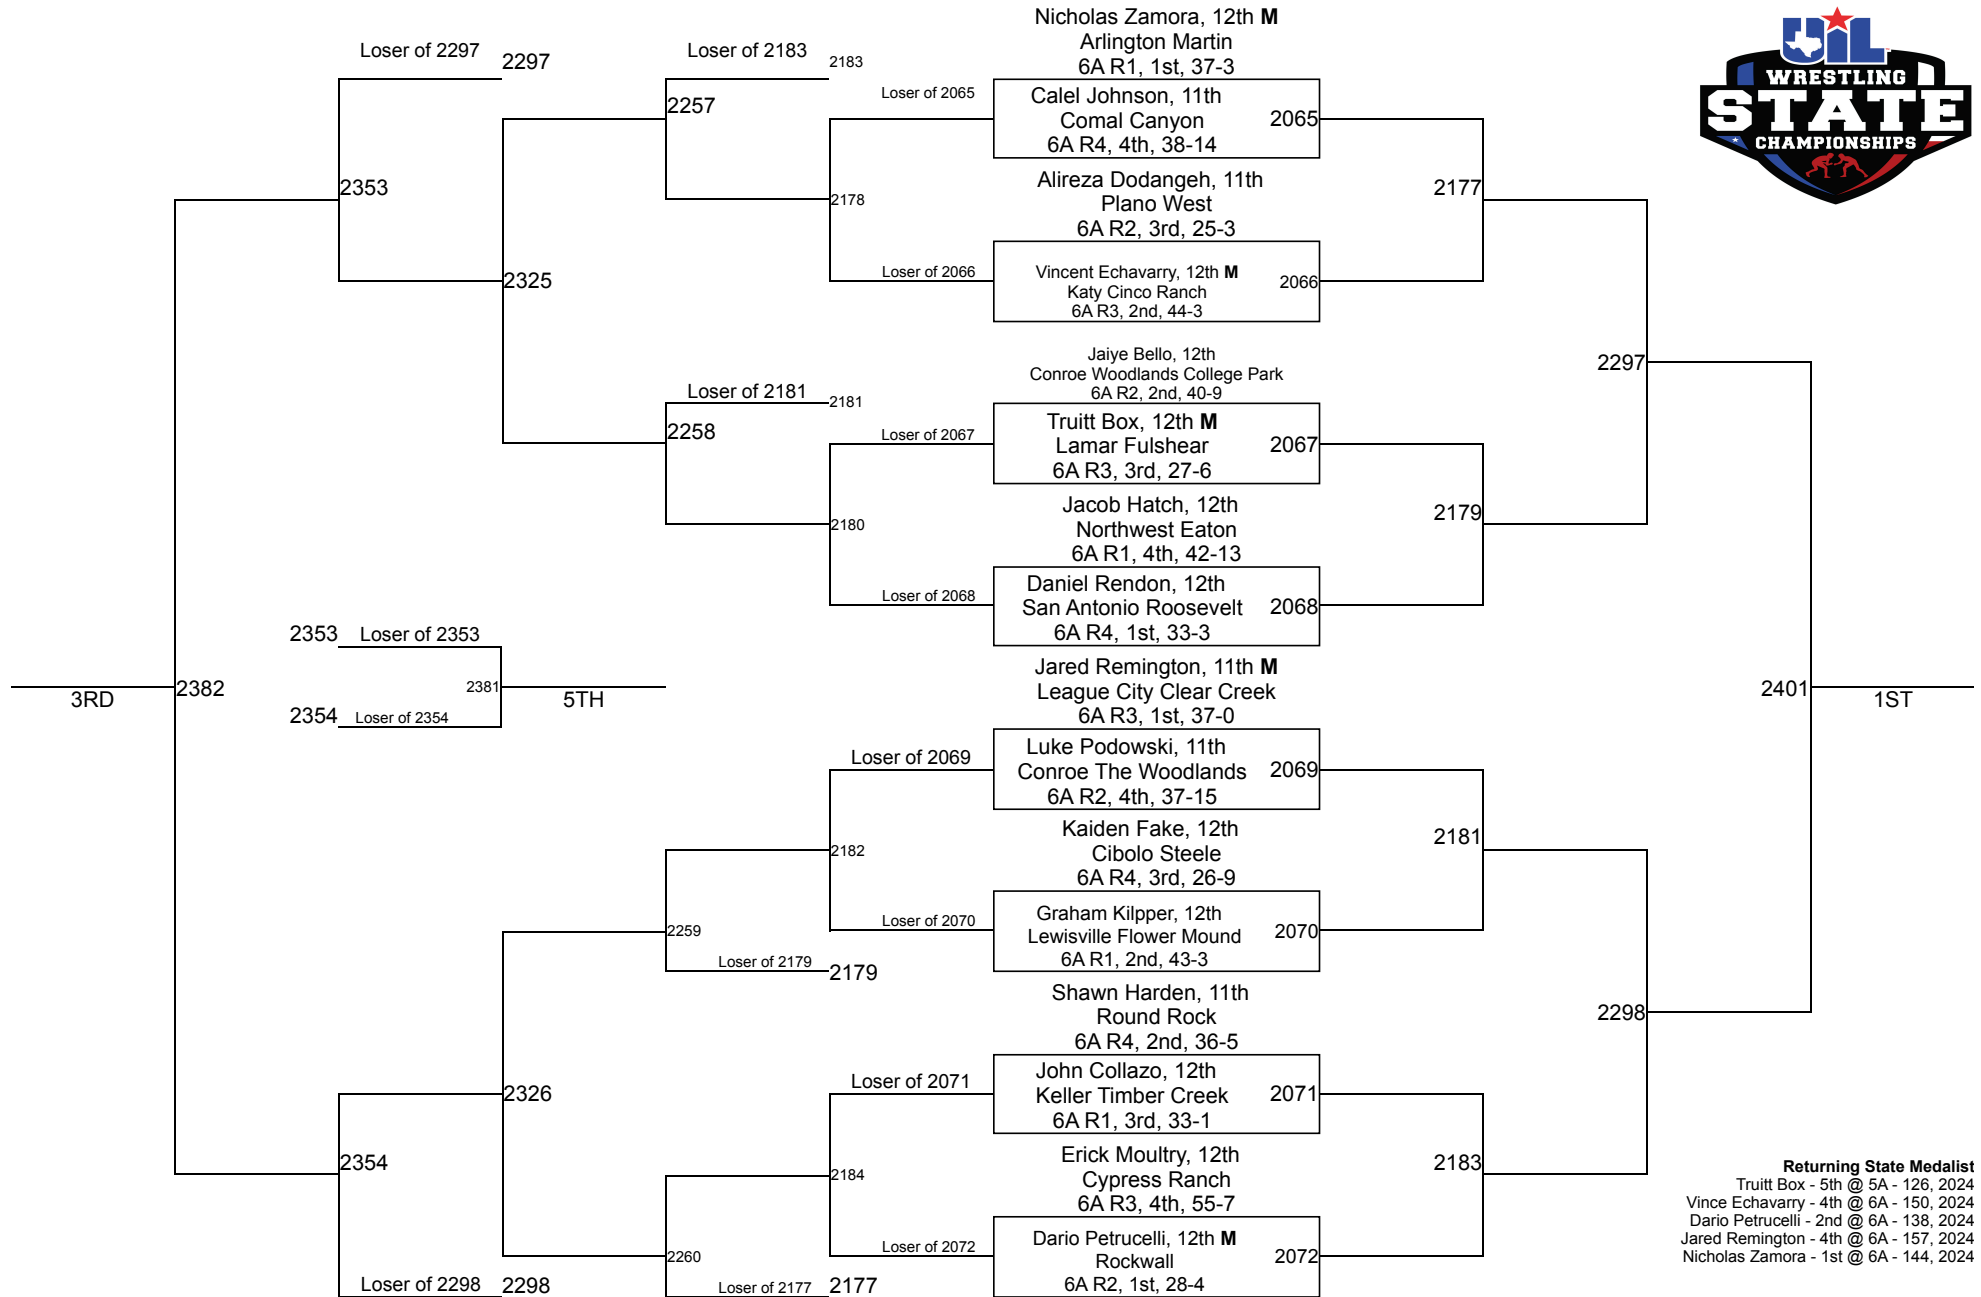 Nicholas Zamora, 12th M
Arlington Martin
6A R1, 1st, 37-3
UIL
WRESTLING
STATE
CHAMPIONSHIPS
Loser of 2297
2297
Loser of 2183
2183
2257
Loser of 2065
Calel Johnson, 11th
Comal Canyon
6A R4, 4th, 38-14
2065
2353
2178
Alireza Dodangeh, 11th
Plano West
6A R2, 3rd, 25-3
2177
2325
Loser of 2066
Vincent Echavarry, 12th M
Katy Cinco Ranch
6A R3, 2nd, 44-3
2066
Jaiye Bello, 12th
Conroe Woodlands College Park
6A R2, 2nd, 40-9
2297
Loser of 2181
2181
2258
Loser of 2067
Truitt Box, 12th M
Lamar Fulshear
6A R3, 3rd, 27-6
2067
2180
Jacob Hatch, 12th
Northwest Eaton
6A R1, 4th, 42-13
2179
Loser of 2068
Daniel Rendon, 12th
San Antonio Roosevelt
6A R4, 1st, 33-3
2068
2353
Loser of 2353
3RD
2382
2381
5TH
2354
Loser of 2354
Jared Remington, 11th M
League City Clear Creek
6A R3, 1st, 37-0
2401
1ST
Loser of 2069
Luke Podowski, 11th
Conroe The Woodlands
6A R2, 4th, 37-15
2069
2182
Kaiden Fake, 12th
Cibolo Steele
6A R4, 3rd, 26-9
2181
2259
Loser of 2070
Graham Kilpper, 12th
Lewisville Flower Mound
6A R1, 2nd, 43-3
2070
Loser of 2179
2179
Shawn Harden, 11th
Round Rock
6A R4, 2nd, 36-5
2298
2326
Loser of 2071
John Collazo, 12th
Keller Timber Creek
6A R1, 3rd, 33-1
2071
2354
2184
Erick Moultry, 12th
Cypress Ranch
6A R3, 4th, 55-7
2183
2260
Loser of 2072
Dario Petrucelli, 12th M
Rockwall
6A R2, 1st, 28-4
2072
Loser of 2298
2298
Loser of 2177
2177
Returning State Medalist
Truitt Box - 5th @ 5A - 126, 2024
Vince Echavarry - 4th @ 6A - 150, 2024
Dario Petrucelli - 2nd @ 6A - 138, 2024
Jared Remington - 4th @ 6A - 157, 2024
Nicholas Zamora - 1st @ 6A - 144, 2024